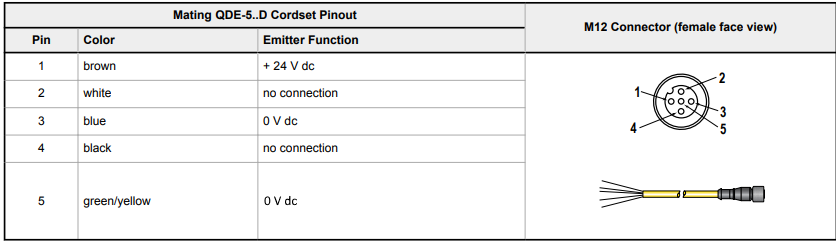 Mating QDE-5..D Cordset Pinout
M12 Connector (female face view)
Pin Color Emitter Function
1 brown + 24 V dc
2 white no connection
3 blue 0 V dc
4 black no connection
5 green/yellow 0 V dc
2
1
3
4
5